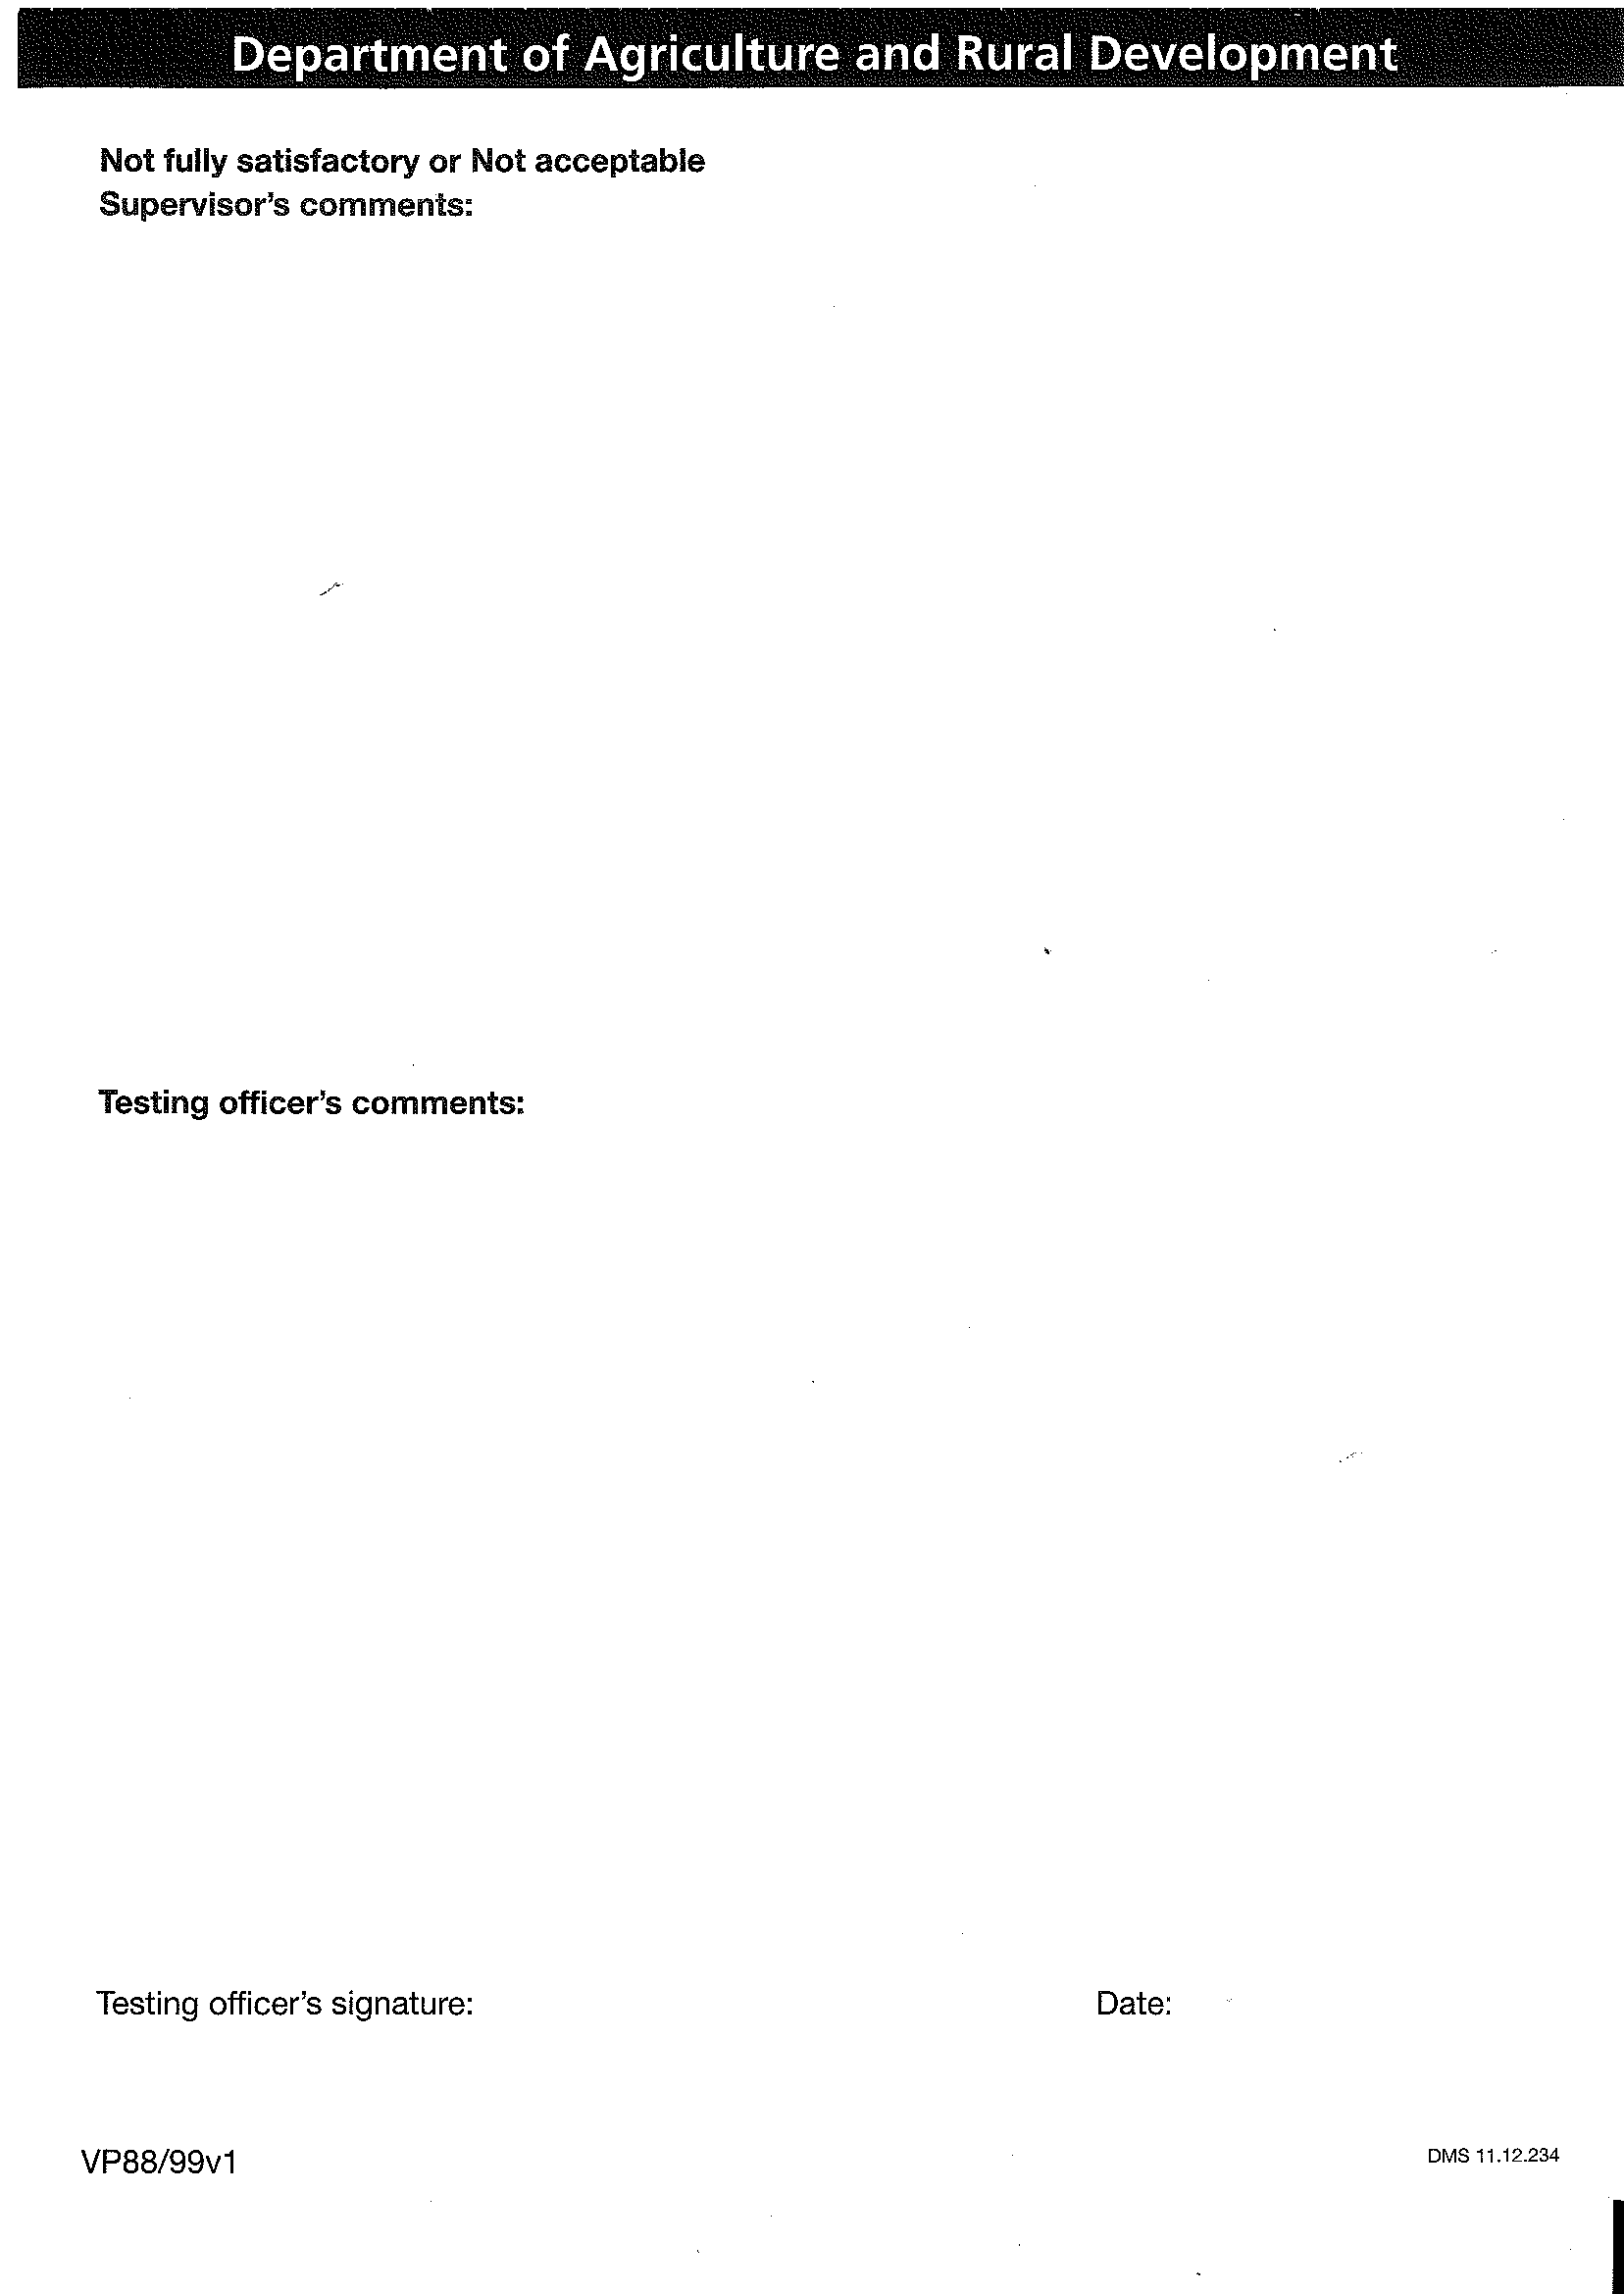 Department of Agriculture and Rural Development
Not fully satisfactory or Not acceptable
Supervisor's comments:
Testing officer's comments:
Testing officer's signature: Date:
VP88/99v1 DMS 11.12.234